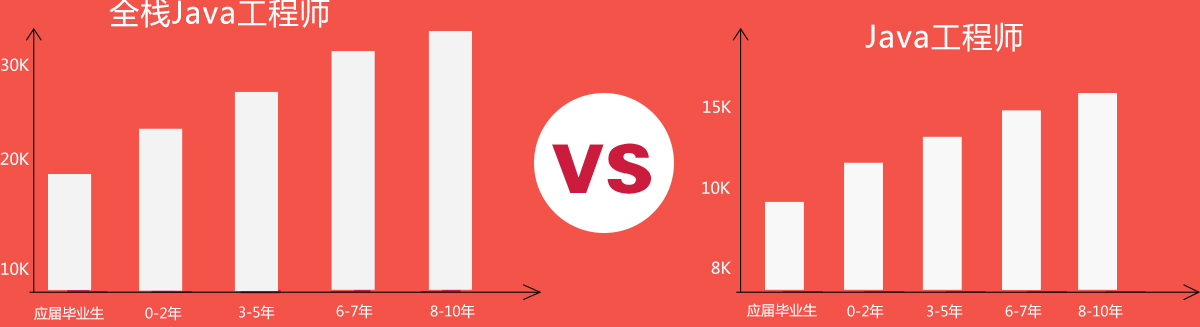 全栈Java工程师
30K
20K
10K
应届毕业生 0-2年 3-5年 6-7年 8-10年
VS
Java工程师
15K
10K
8K
应届毕业生 0-2年 3-5年 6-7年 8-10年